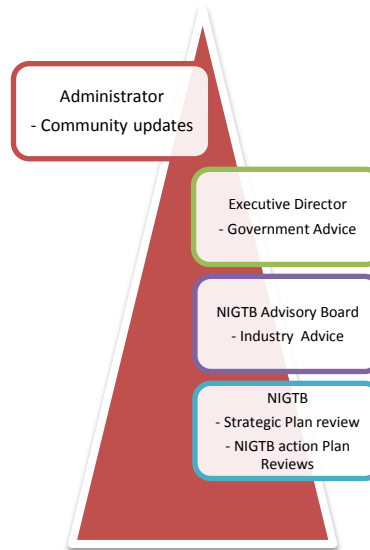 Administrator
- Community updates
Executive Director
- Government Advice
NIGTB Advisory Board
- Industry Advice
NIGTB
- Strategic Plan review
- NIGTB action Plan
Reviews